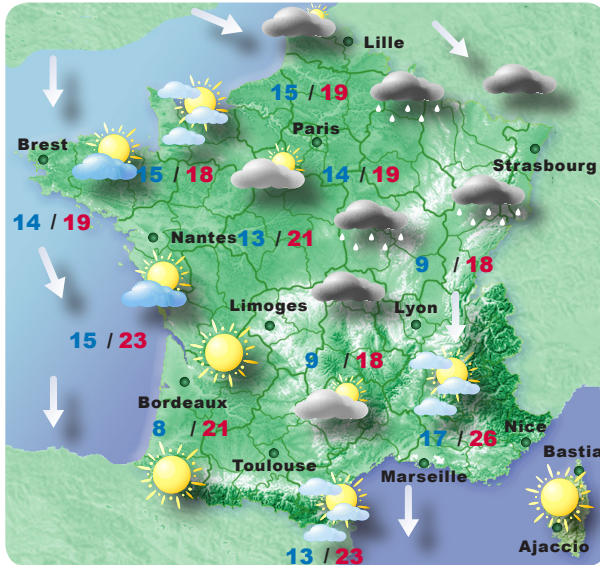 Lille
15 / 19
Paris
Brest
Strasbourg
15 / 18
14 / 19
14 / 19
Nantes
13 / 21
9 / 18
Limoges
Lyon
15 / 23
9 / 18
Bordeaux
8 / 21
Nice
17 / 26
Bastia
Toulouse
Marseille
Ajaccio
13 / 23